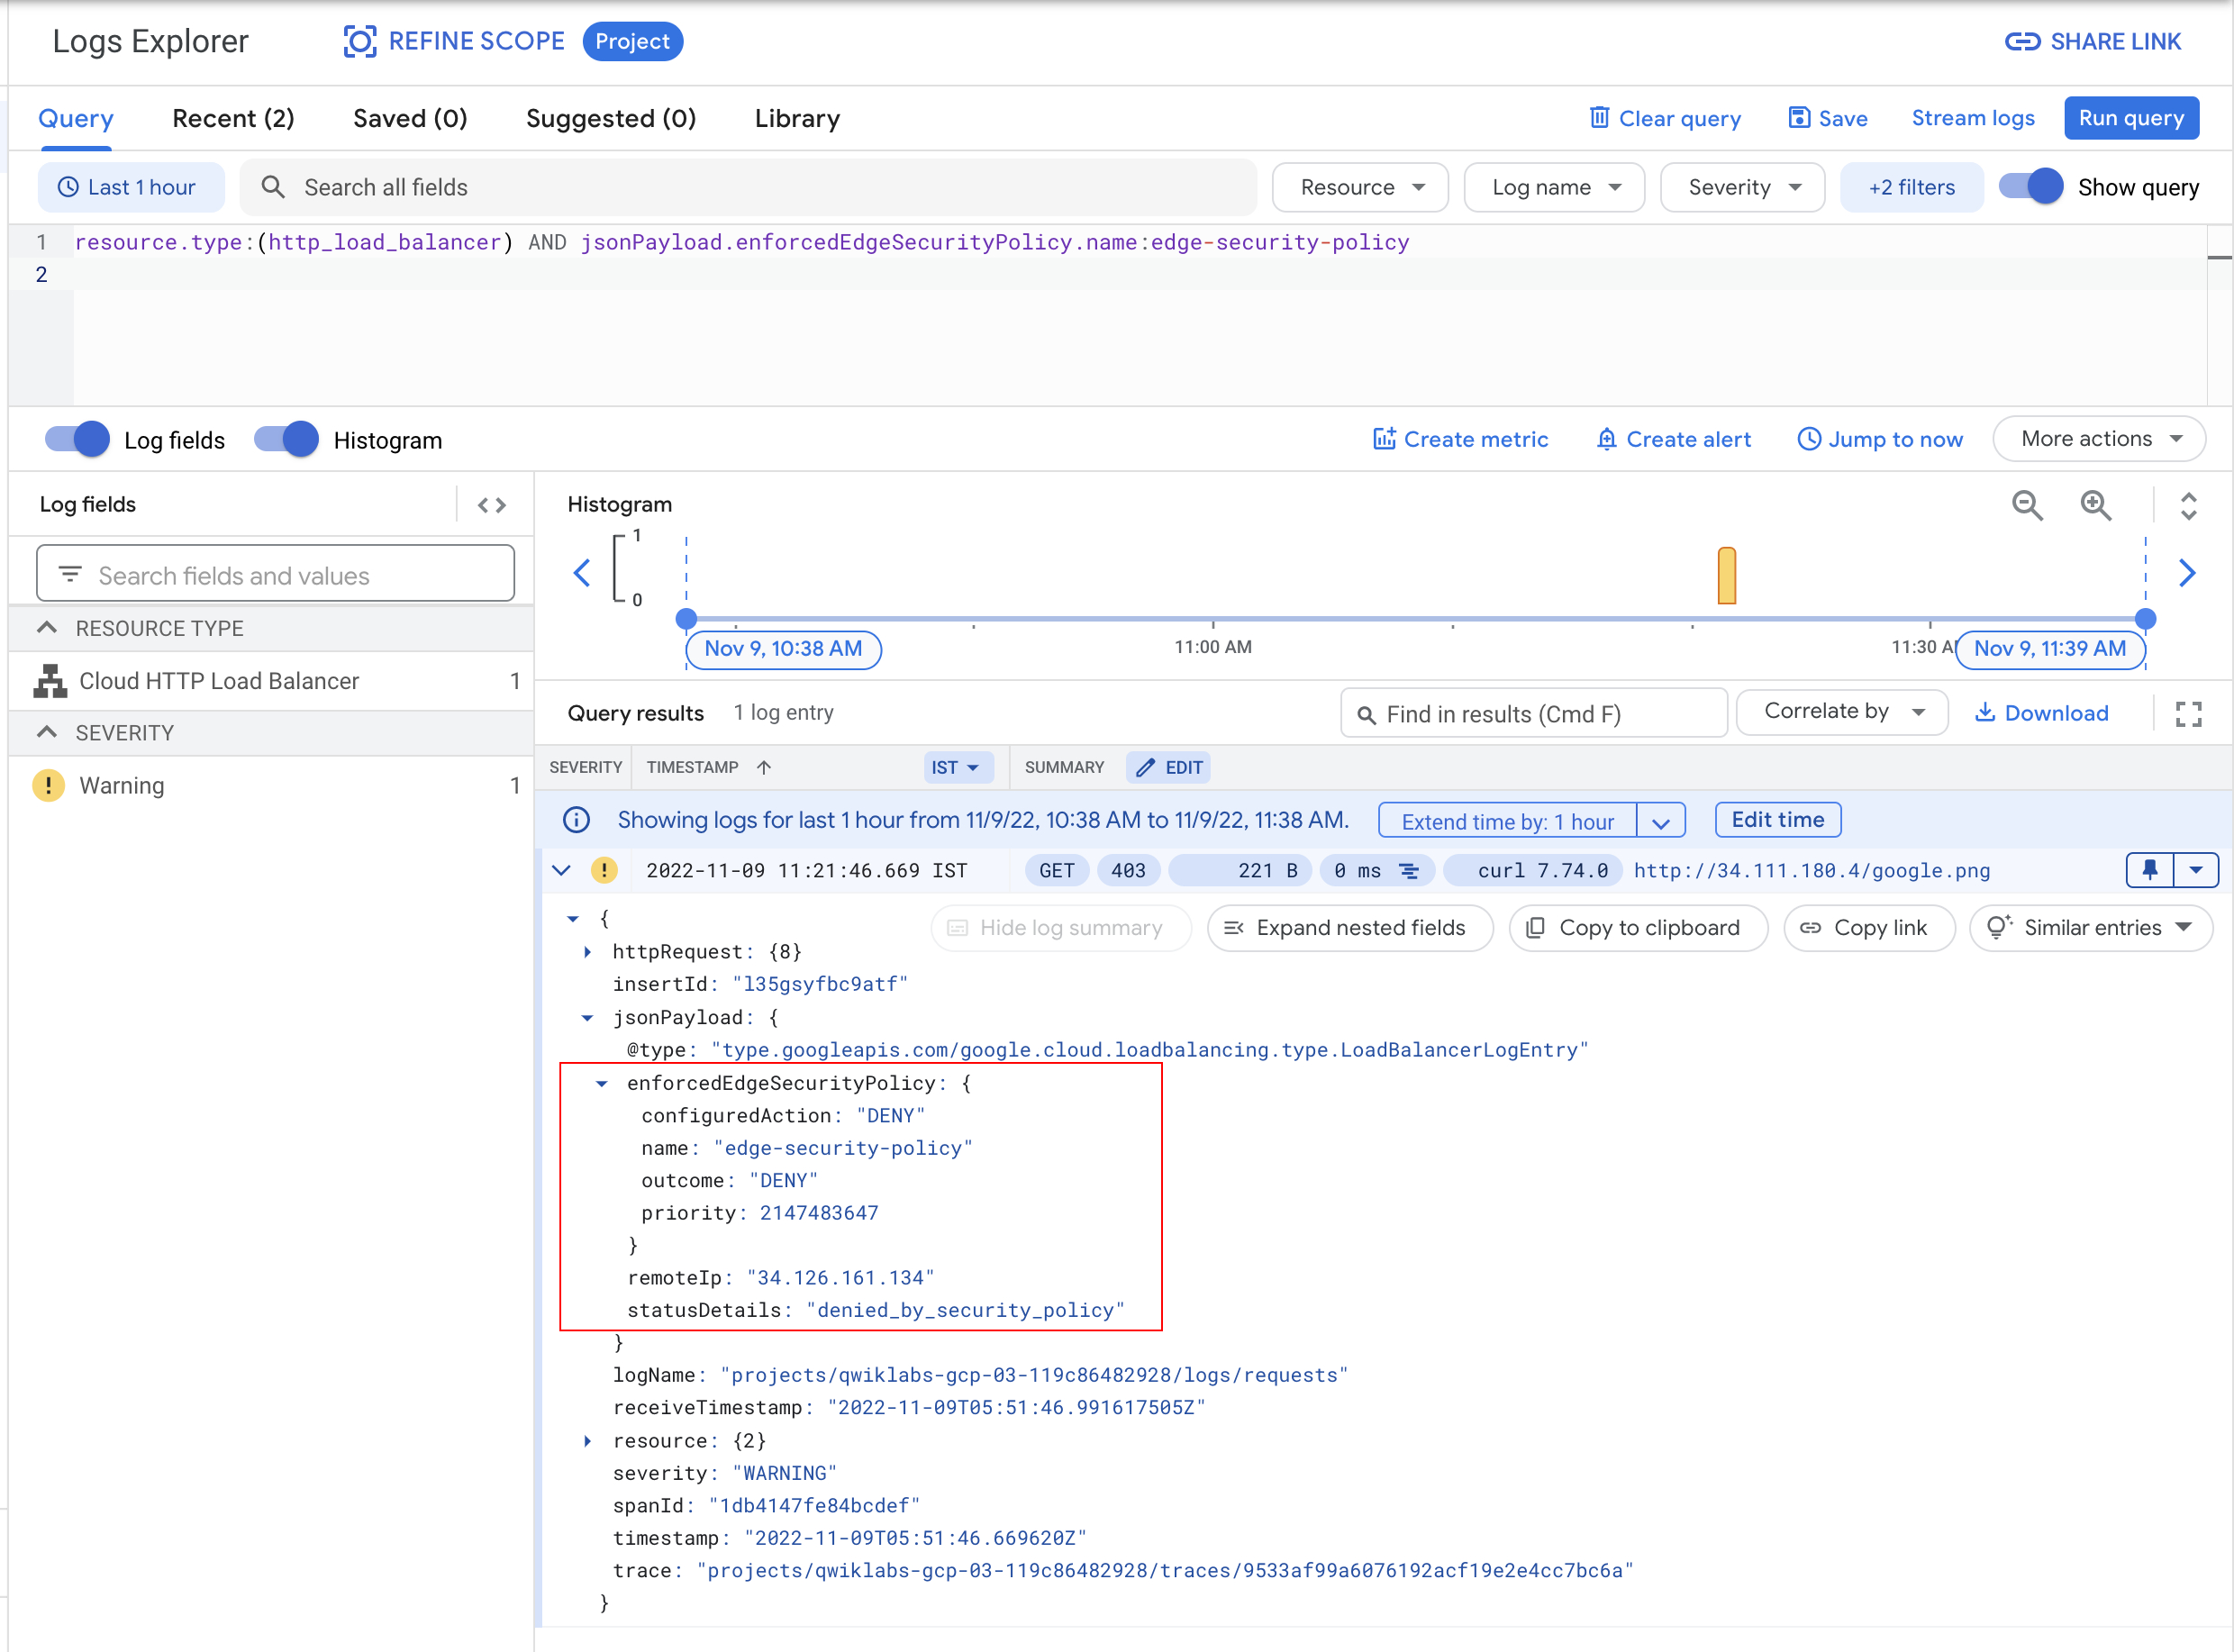 Logs Explorer REFINE SCOPE Project SHARE LINK
Query Recent (2) Saved (0) Suggested (0) Library Clear query Save Stream logs Run query
Last 1 hour Search all fields Resource Log name Severity +2 filters Show query
1 resource.type:(http_load_balancer) AND jsonPayload.enforcedEdgeSecurityPolicy.name:edge-security-policy
2
Log fields Histogram Create metric Create alert Jump to now More actions
Log fields
Search fields and values
RESOURCE TYPE
Cloud HTTP Load Balancer 1
SEVERITY
Warning 1
Histogram
1
0
Nov 9, 10:38 AM 11:00 AM 11:30 A Nov 9, 11:39 AM
Query results 1 log entry Find in results (Cmd F) Correlate by Download
SEVERITY TIMESTAMP IST SUMMARY EDIT
Showing logs for last 1 hour from 11/9/22, 10:38 AM to 11/9/22, 11:38 AM. Extend time by: 1 hour Edit time
2022-11-09 11:21:46.669 IST GET 403 221 B 0 ms curl 7.74.0 http://34.111.180.4/google.png
{ Hide log summary Expand nested fields Copy to clipboard Copy link Similar entries
httpRequest: {8}
insertId: "l35gsyfbc9atf"
jsonPayload: {
@type: "type.googleapis.com/google.cloud.loadbalancing.type.LoadBalancerLogEntry"
enforcedEdgeSecurityPolicy: {
configuredAction: "DENY"
name: "edge-security-policy"
outcome: "DENY"
priority: 2147483647
}
remoteIp: "34.126.161.134"
statusDetails: "denied_by_security_policy"
}
logName: "projects/qwiklabs-gcp-03-119c86482928/logs/requests"
receiveTimestamp: "2022-11-09T05:51:46.991617505Z"
resource: {2}
severity: "WARNING"
spanId: "1db4147fe84bcdef"
timestamp: "2022-11-09T05:51:46.669620Z"
trace: "projects/qwiklabs-gcp-03-119c86482928/traces/9533af99a6076192acf19e2e4cc7bc6a"
}